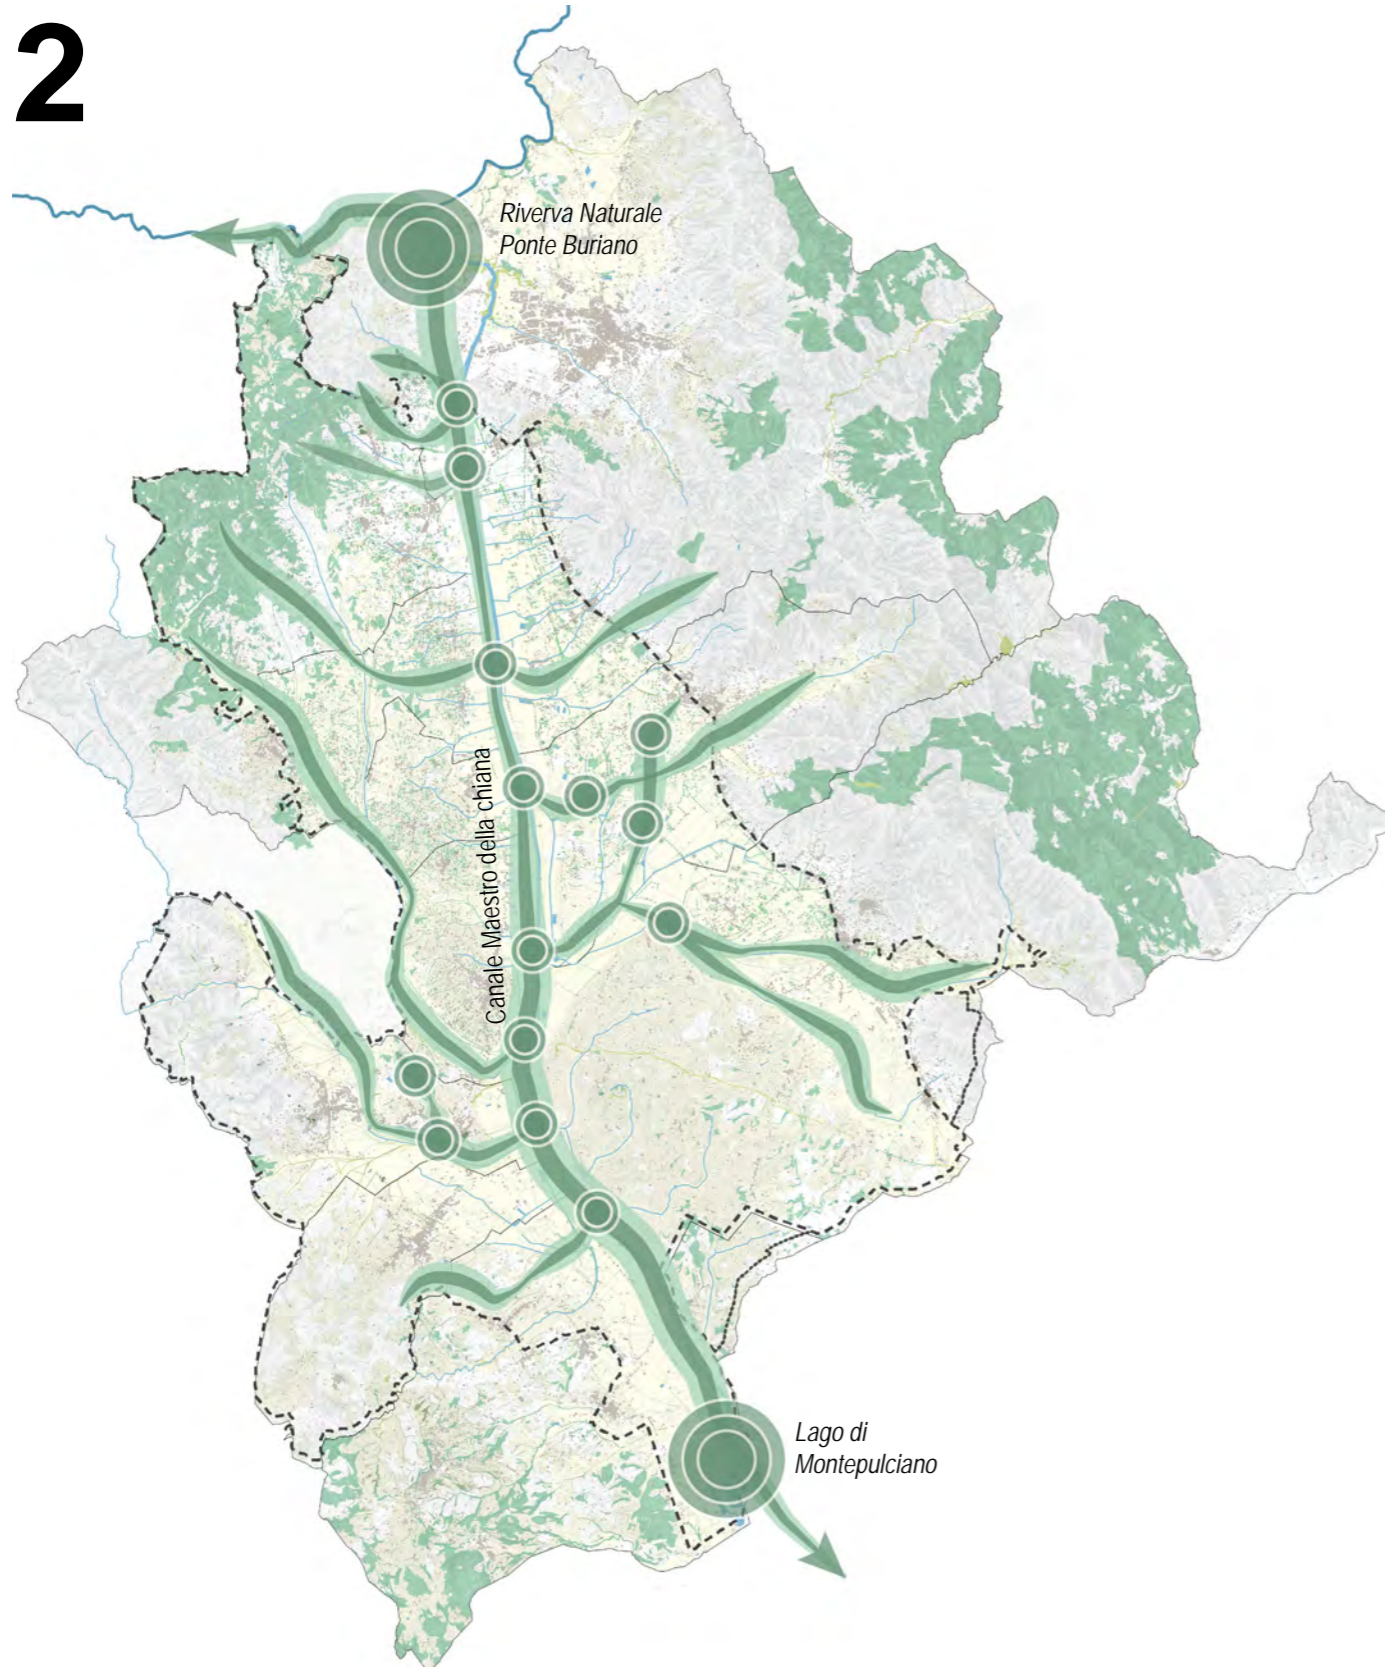 2
Riverva Naturale
Ponte Buriano
Canale Maestro della chiana
Lago di
Montepulciano